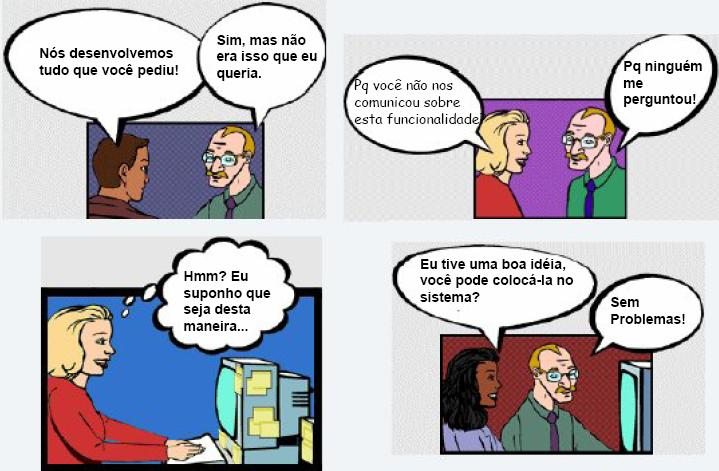 Nós desenvolvemos
tudo que você pediu!
Sim, mas não
era isso que eu
queria.
Pq você não nos
comunicou sobre
esta funcionalidade
Pq ninguém
me
perguntou!
Hmm? Eu
suponho que
seja desta
maneira...
Eu tive uma boa idéia,
você pode colocá-la no
sistema?
Sem
Problemas!